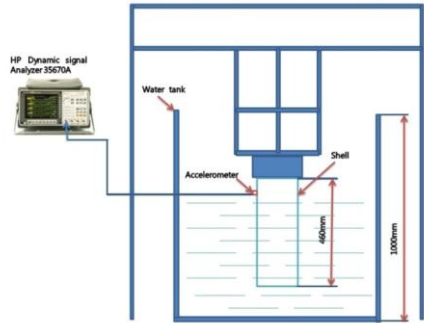 HP Dynamic signal
Analyzer 35670A
Water tank
Shell
Accelerometer
460mm
1000mm